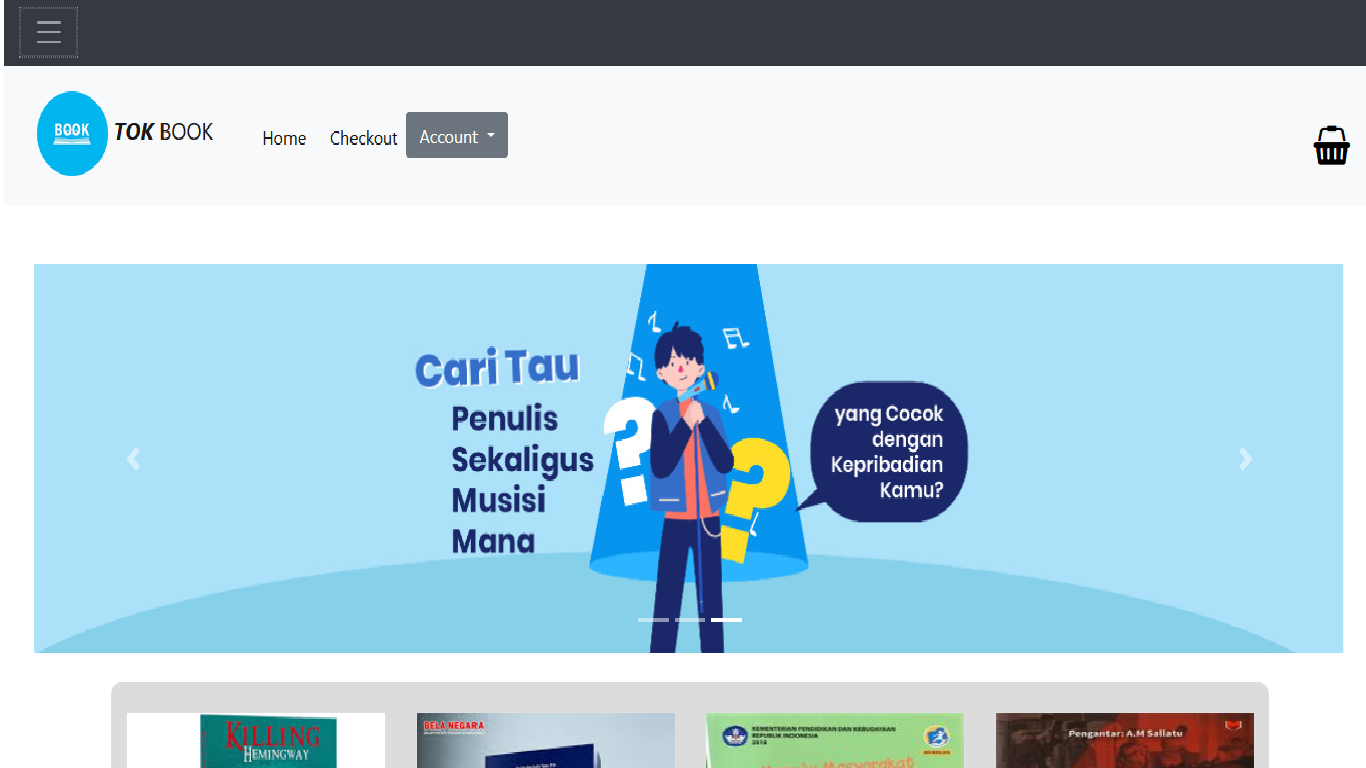 BOOK
TOK BOOK
Home
Checkout
Account
Cari Tau
Penulis
Sekaligus
Musisi
Mana
yang Cocok
dengan
Kepribadian
Kamu?
KILLING
HEMINGWAY
BELA NEGARA
KEMENTERIAN PENDIDIKAN DAN KEBUDAYAAN
REPUBLIK INDONESIA
2018
Masyarakat
Pengantar: A.M Sallatu